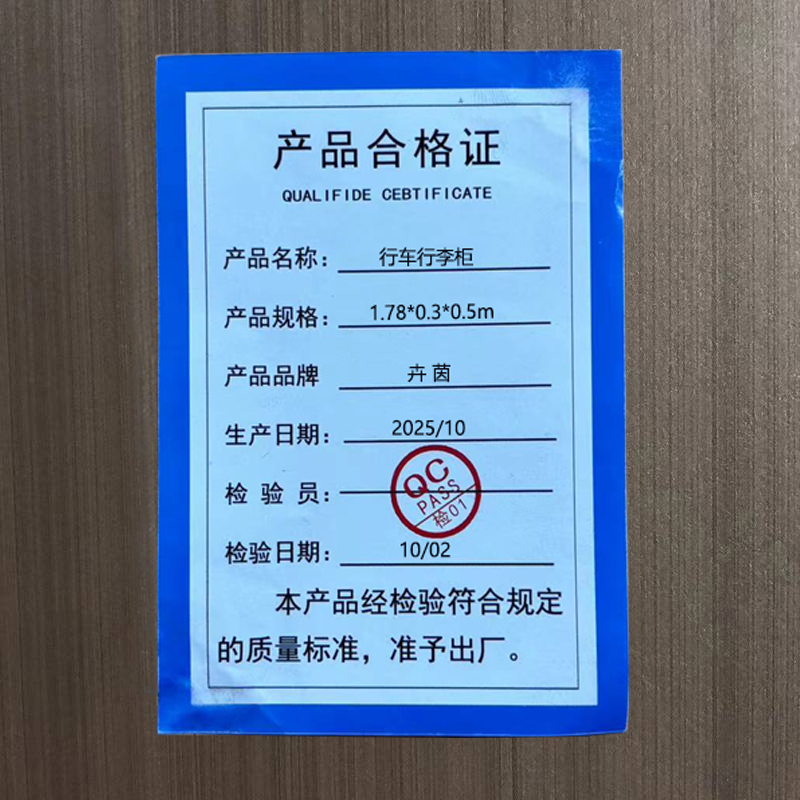 产品合格证
QUALIFIDE CEBTIFICATE
产品名称：行车行李柜
产品规格：1.78*0.3*0.5m
产品品牌 卉茵
生产日期：2025/10
检验员：
QC
PASS
检01
检验日期：10/02
本产品经检验符合规定
的质量标准，准予出厂。